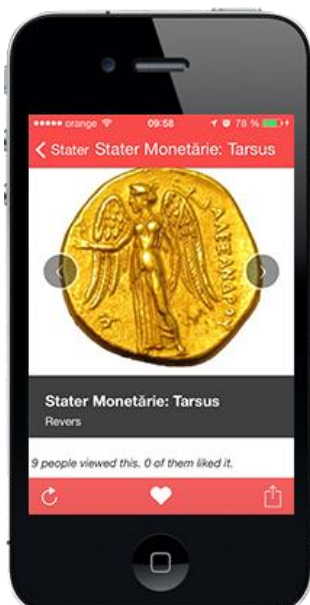 orange 09:58 78 %
Stater Stater Monetărie: Tarsus
ΑΛΕΞΑΝΔΡΟΥ
Stater Monetărie: Tarsus
Revers
9 people viewed this. 0 of them liked it.